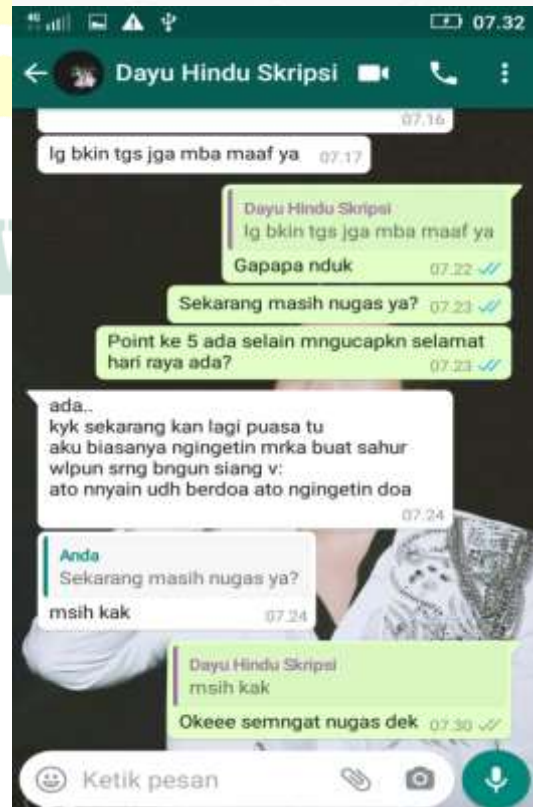 4G
07.32
Dayu Hindu Skripsi
07.16
lg bkin tgs jga mba maaf ya 07.17
Dayu Hindu Skripsi
lg bkin tgs jga mba maaf ya
Gapapa nduk 07.22
Sekarang masih nugas ya? 07.23
Point ke 5 ada selain mngucapkn selamat
hari raya ada? 07.23
ada..
kyk sekarang kan lagi puasa tu
aku biasanya ngingetin mrka buat sahur
wlpun srng bngun siang v:
ato nnyain udh berdoa ato ngingetin doa
07.24
Anda
Sekarang masih nugas ya?
msih kak 07.24
Dayu Hindu Skripsi
msih kak
Okeee semngat nugas dek 07.30
Ketik pesan